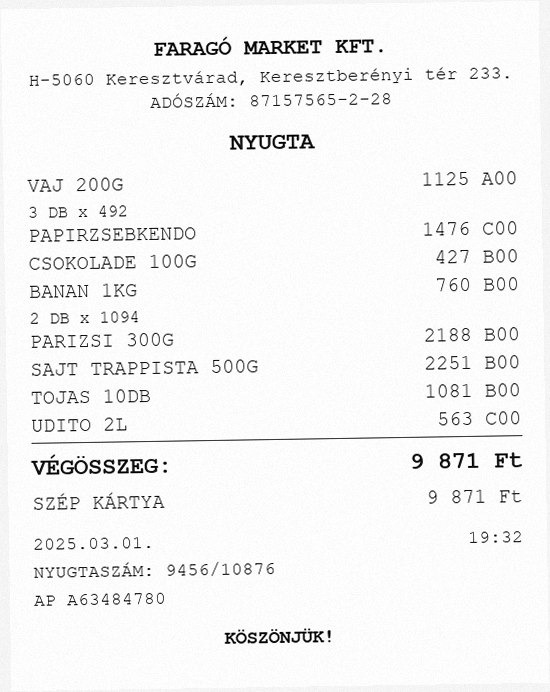 FARAGÓ MARKET KFT.
H-5060 Keresztvárad, Keresztberényi tér 233.
ADÓSZÁM: 87157565-2-28
NYUGTA
VAJ 200G 1125 A00
3 DB x 492
PAPIRZSEBKENDO 1476 C00
CSOKOLADE 100G 427 B00
BANAN 1KG 760 B00
2 DB x 1094
PARIZSI 300G 2188 B00
SAJT TRAPPISTA 500G 2251 B00
TOJAS 10DB 1081 B00
UDITO 2L 563 C00
VÉGÖSSZEG: 9 871 Ft
SZÉP KÁRTYA 9 871 Ft
2025.03.01. 19:32
NYUGTASZÁM: 9456/10876
AP A63484780
KÖSZÖNJÜK!